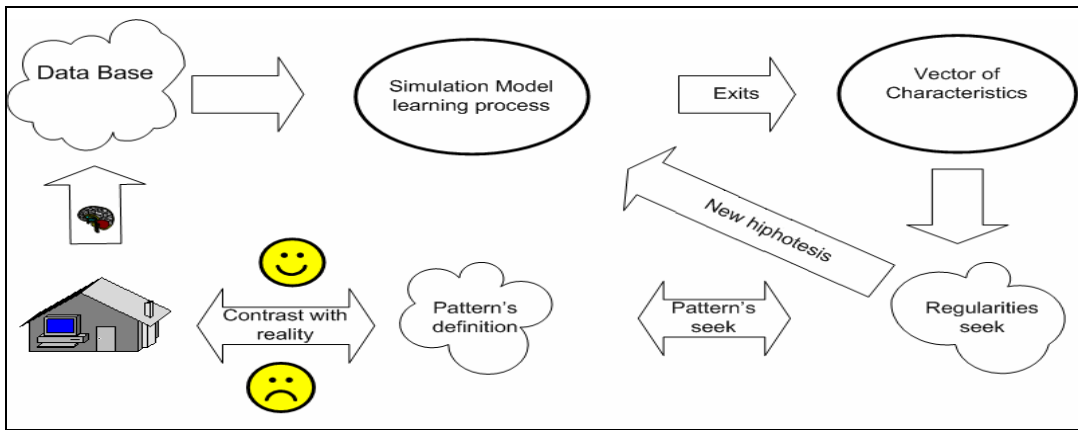 Data Base
Simulation Model
learning process
Exits
Vector of
Characteristics
New hiphotesis
Contrast with
reality
Pattern's
definition
Pattern's
seek
Regularities
seek